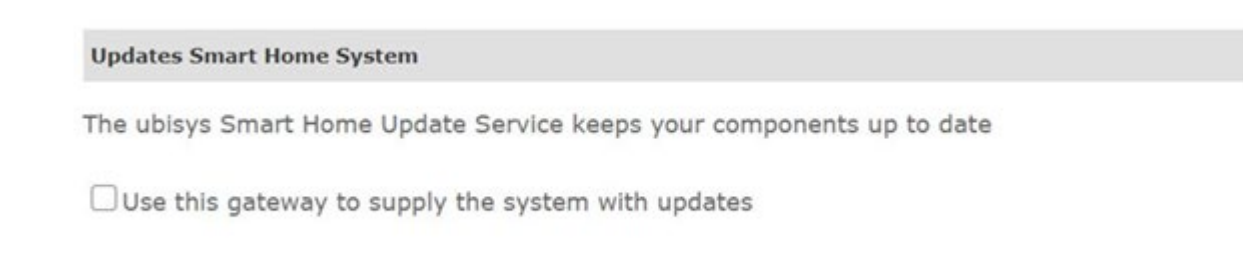 Updates Smart Home System
The ubisys Smart Home Update Service keeps your components up to date
Use this gateway to supply the system with updates